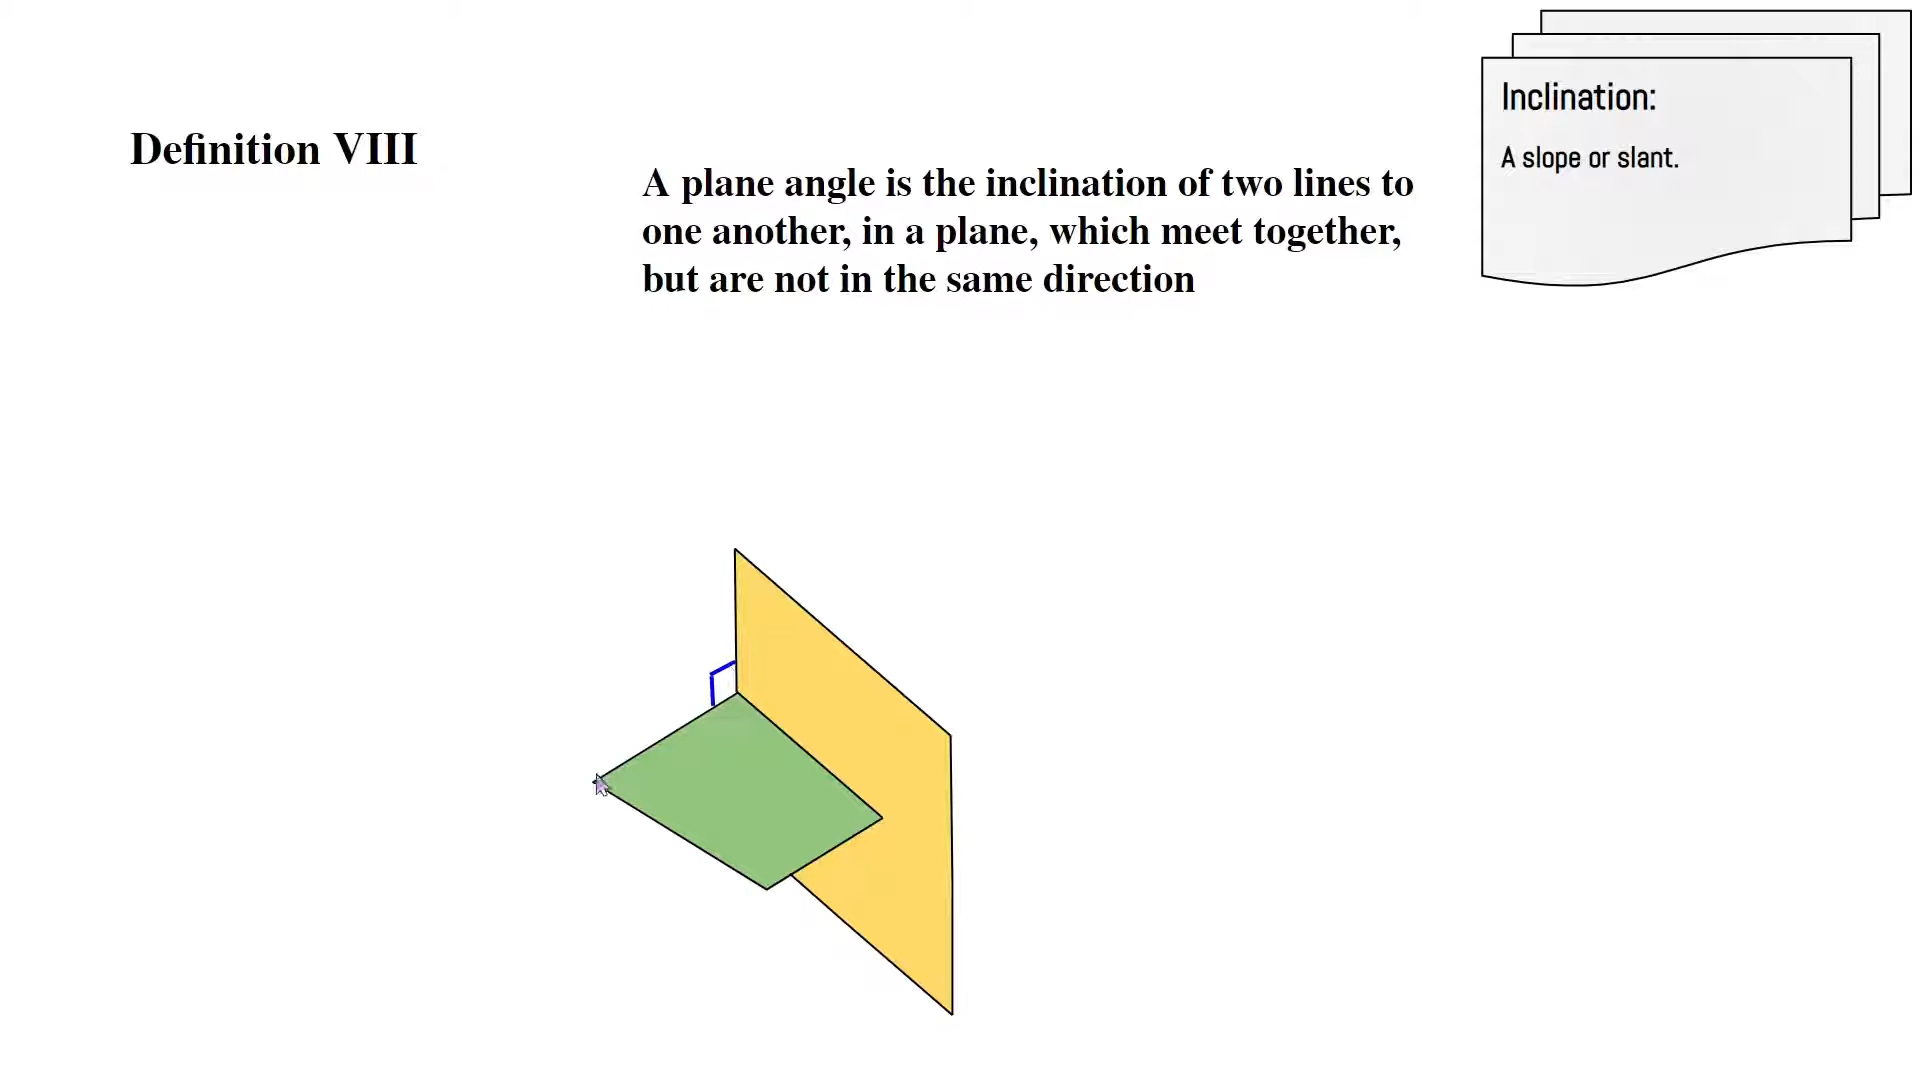 Definition VIII
A plane angle is the inclination of two lines to
one another, in a plane, which meet together,
but are not in the same direction
Inclination:
A slope or slant.